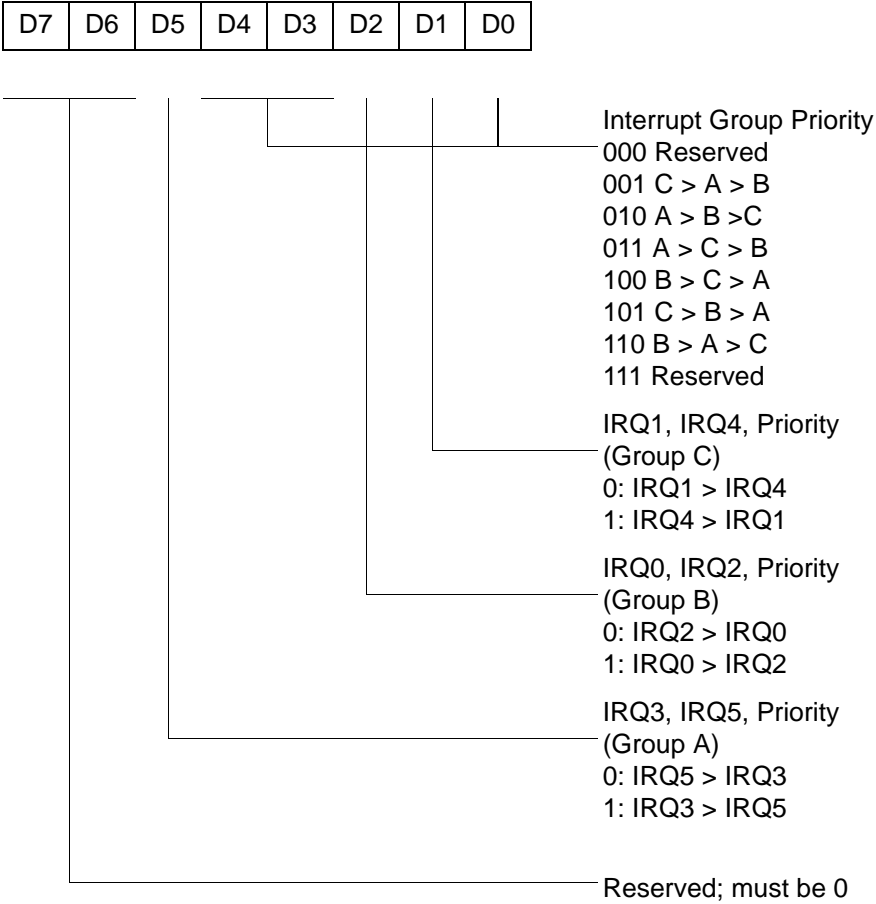 D7 D6 D5 D4 D3 D2 D1 D0
Interrupt Group Priority
000 Reserved
001 C > A > B
010 A > B >C
011 A > C > B
100 B > C > A
101 C > B > A
110 B > A > C
111 Reserved
IRQ1, IRQ4, Priority
(Group C)
0: IRQ1 > IRQ4
1: IRQ4 > IRQ1
IRQ0, IRQ2, Priority
(Group B)
0: IRQ2 > IRQ0
1: IRQ0 > IRQ2
IRQ3, IRQ5, Priority
(Group A)
0: IRQ5 > IRQ3
1: IRQ3 > IRQ5
Reserved; must be 0